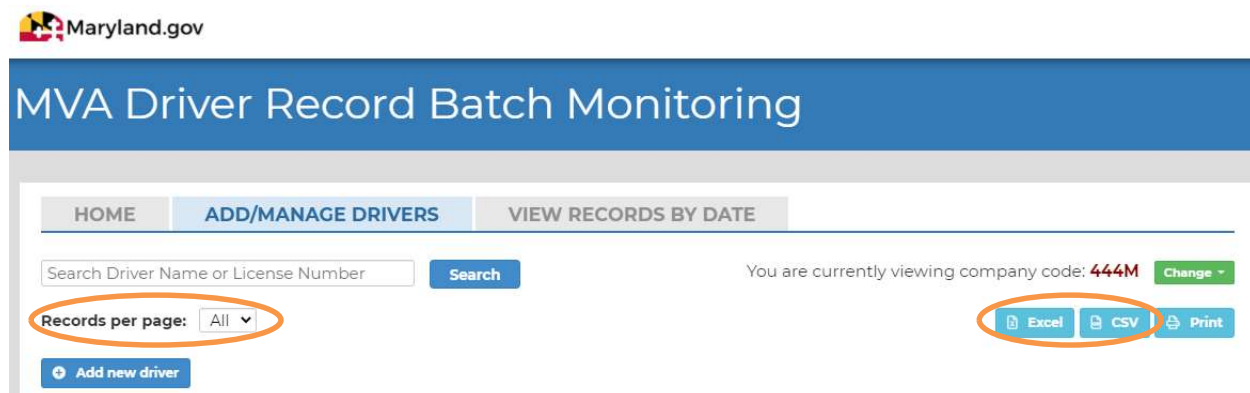 Maryland.gov
MVA Driver Record Batch Monitoring
HOME ADD/MANAGE DRIVERS VIEW RECORDS BY DATE
Search Driver Name or License Number Search You are currently viewing company code: 444M Change
Records per page: All Excel CSV Print
Add new driver